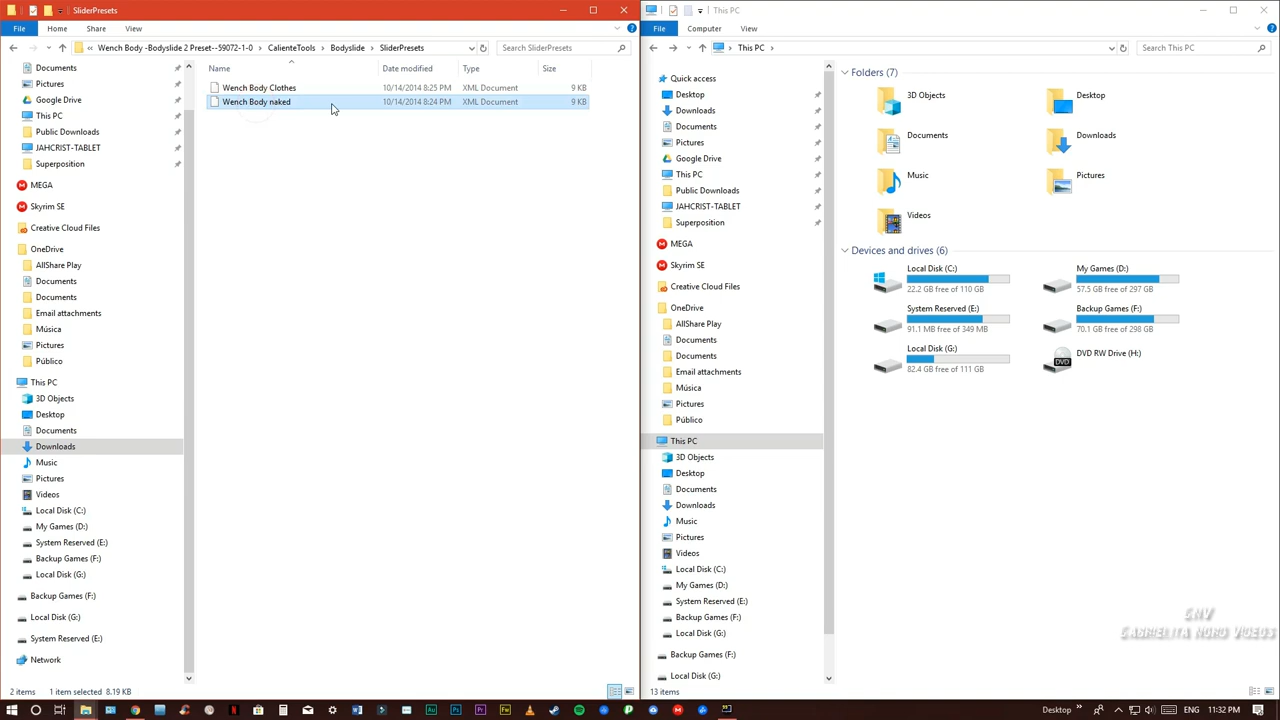 SliderPresets
File Home Share View
« Wench Body -Bodyslide 2 Preset--59072-1-0 > CalienteTools > Bodyslide > SliderPresets
Search SliderPresets
Name Date modified Type Size
Wench Body Clothes 10/14/2014 8:25 PM XML Document 9 KB
Wench Body naked 10/14/2014 8:24 PM XML Document 9 KB
Documents
Pictures
Google Drive
This PC
Public Downloads
JAHCRIST-TABLET
Superposition
MEGA
Skyrim SE
Creative Cloud Files
OneDrive
AllShare Play
Documents
Documents
Email attachments
Música
Pictures
Público
This PC
3D Objects
Desktop
Documents
Downloads
Music
Pictures
Videos
Local Disk (C:)
My Games (D:)
System Reserved (E:)
Backup Games (F:)
Local Disk (G:)
Backup Games (F:)
Local Disk (G:)
System Reserved (E:)
Network
2 items 1 item selected 8.19 KB
This PC
File Computer View
This PC >
Search This PC
Quick access
Desktop
Downloads
Documents
Pictures
Google Drive
This PC
Public Downloads
JAHCRIST-TABLET
Superposition
MEGA
Skyrim SE
Creative Cloud Files
OneDrive
AllShare Play
Documents
Documents
Email attachments
Música
Pictures
Público
This PC
3D Objects
Desktop
Documents
Downloads
Music
Pictures
Videos
Local Disk (C:)
My Games (D:)
System Reserved (E:)
Backup Games (F:)
Local Disk (G:)
Backup Games (F:)
Local Disk (G:)
Folders (7)
3D Objects Desktop
Documents Downloads
Music Pictures
Videos
Devices and drives (6)
Local Disk (C:) My Games (D:)
22.2 GB free of 110 GB 57.5 GB free of 297 GB
System Reserved (E:) Backup Games (F:)
91.1 MB free of 349 MB 70.1 GB free of 298 GB
Local Disk (G:) DVD RW Drive (H:)
82.4 GB free of 111 GB
DVD
GNV
GABRIELITA NORD VIDEOS
13 items
Desktop » 11:32 PM